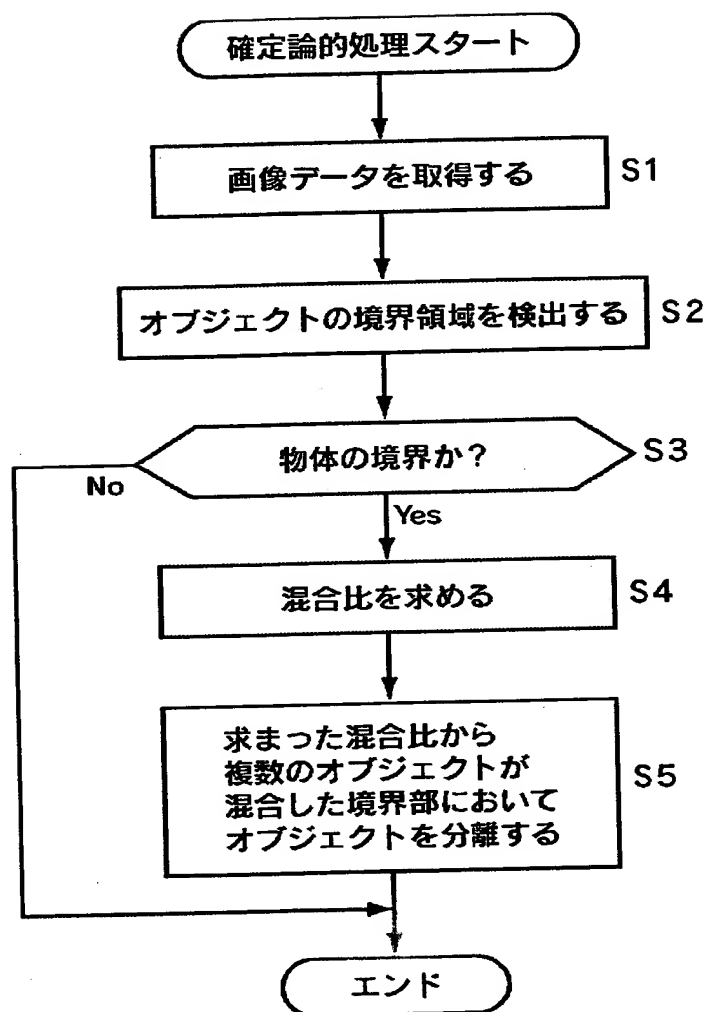 確定論的処理スタート
画像データを取得する
S1
オブジェクトの境界領域を検出する
S2
物体の境界か?
S3
No
Yes
混合比を求める
S4
求まった混合比から
複数のオブジェクトが
混合した境界部において
オブジェクトを分離する
S5
エンド